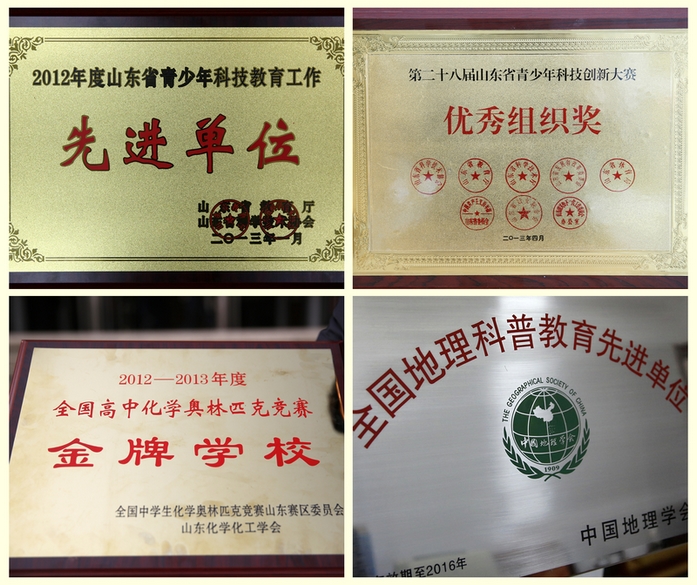 2012年度山东省青少年科技教育工作
先进单位
山东省教育厅
山东省科学技术协会
二〇一三年一月
第二十八届山东省青少年科技创新大赛
优秀组织奖
二〇一三年四月
2012—2013年度
全国高中化学奥林匹克竞赛
金牌学校
全国中学生化学奥林匹克竞赛山东赛区委员会
山东化学化工学会
全国地理科普教育先进单位
THE GEOGRAPHICAL SOCIETY OF CHINA
中国地理学会
1909
中国地理学会
期至2016年